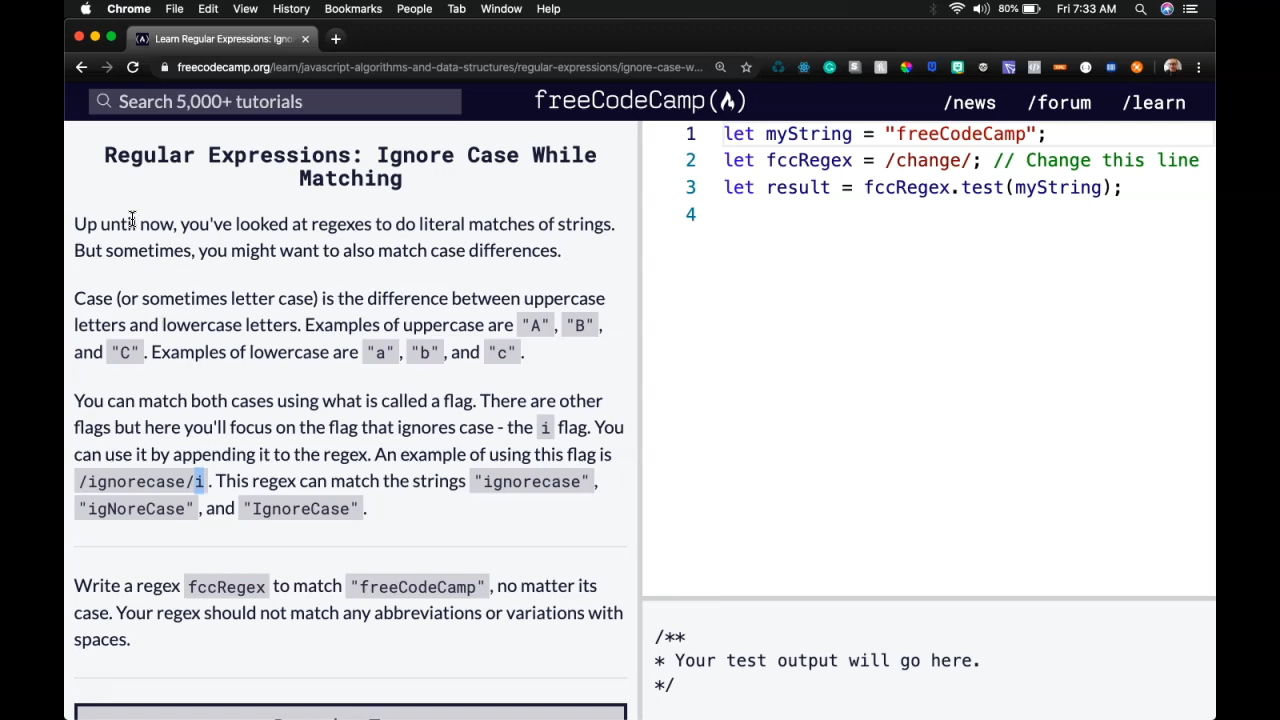 Chrome File Edit View History Bookmarks People Tab Window Help 80% Fri 7:33 AM
(A) Learn Regular Expressions: Igno ×
freecodecamp.org/learn/javascript-algorithms-and-data-structures/regular-expressions/ignore-case-w...
Search 5,000+ tutorials
freeCodeCamp
/news /forum /learn
Regular Expressions: Ignore Case While
Matching
Up until now, you've looked at regexes to do literal matches of strings.
But sometimes, you might want to also match case differences.
Case (or sometimes letter case) is the difference between uppercase
letters and lowercase letters. Examples of uppercase are "A", "B",
and "C". Examples of lowercase are "a", "b", and "c".
You can match both cases using what is called a flag. There are other
flags but here you'll focus on the flag that ignores case - the i flag. You
can use it by appending it to the regex. An example of using this flag is
/ignorecase/i. This regex can match the strings "ignorecase",
"igNoreCase", and "IgnoreCase".
Write a regex fccRegex to match "freeCodeCamp", no matter its
case. Your regex should not match any abbreviations or variations with
spaces.
1 let myString = "freeCodeCamp";
2 let fccRegex = /change/; // Change this line
3 let result = fccRegex.test(myString);
4
/**
* Your test output will go here.
*/